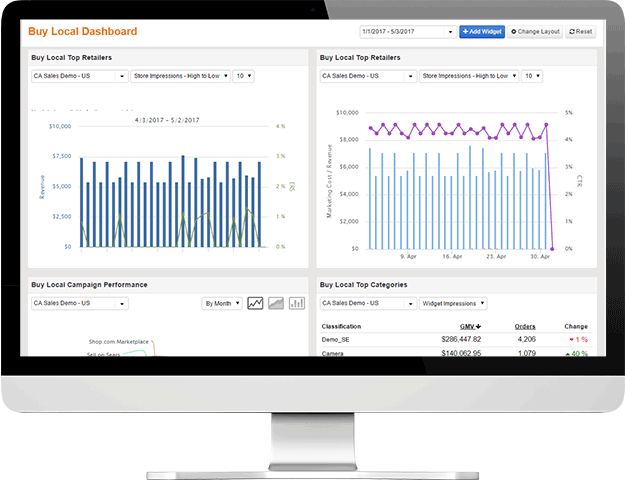 Buy Local Dashboard
1/1/2017 - 5/3/2017
+ Add Widget
Change Layout
Reset
Buy Local Top Retailers
CA Sales Demo - US
Store Impressions - High to Low
10
4/3/2017 – 5/2/2017
$10,000
$7,500
$5,000
$2,500
$0
Revenue
4 %
3 %
2 %
1 %
0 %
Buy Local Top Retailers
CA Sales Demo - US
Store Impressions - High to Low
10
$10,000
$8,000
$6,000
$4,000
$2,000
$0
Marketing Cost / Revenue
5%
4%
3%
2%
1%
0%
CTR
9. Apr
16. Apr
23. Apr
30. Apr
Buy Local Campaign Performance
CA Sales Demo - US
By Month
Shop.com Marketplace
Sell on Sears
Buy Local Top Categories
CA Sales Demo - US
Widget Impressions
Classification GMV Orders Change
Demo_SE $286,447.82 4,206 1 %
Camera $140,062.95 1,079 40 %